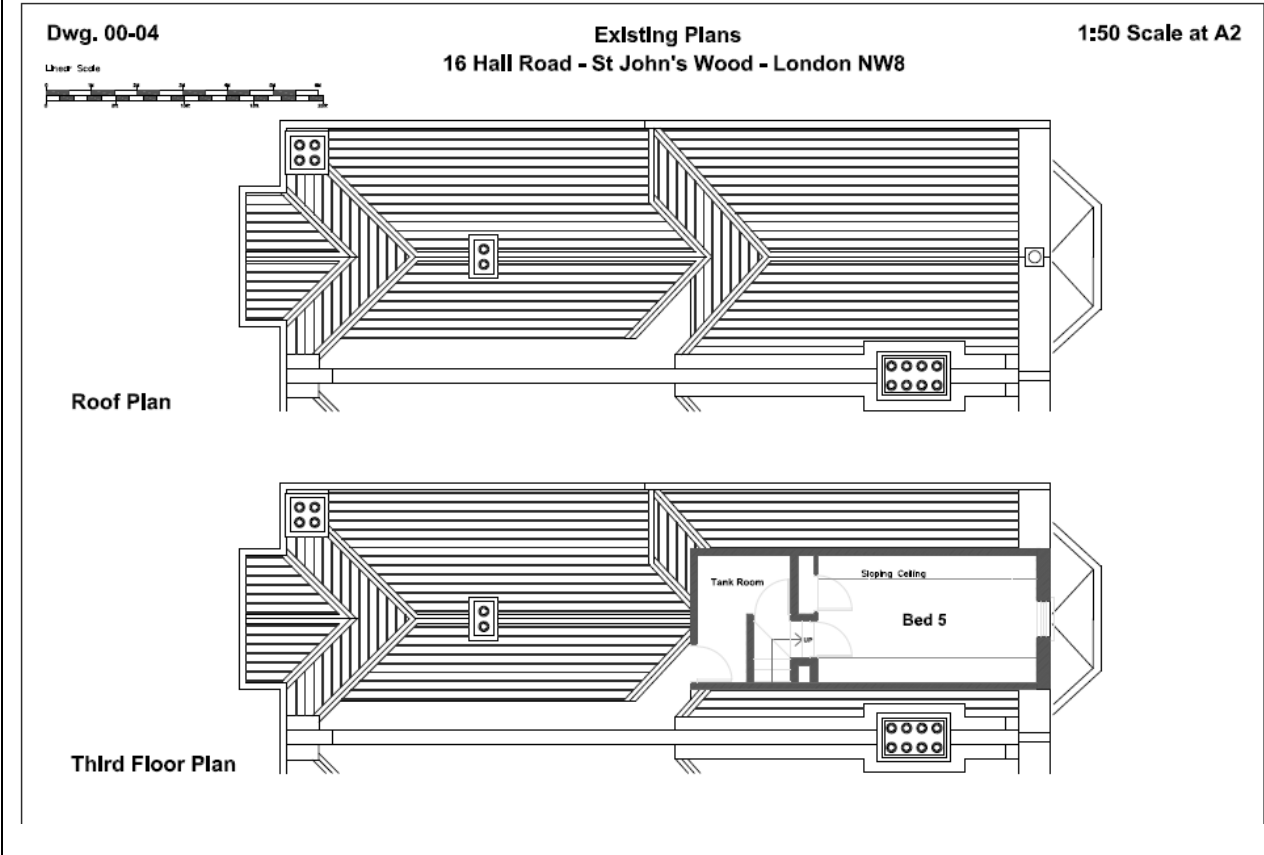 Dwg. 00-04
Existing Plans
1:50 Scale at A2
16 Hall Road - St John's Wood - London NW8
Linear Scale
Roof Plan
Tank Room
Sloping Ceiling
Bed 5
UP
Third Floor Plan